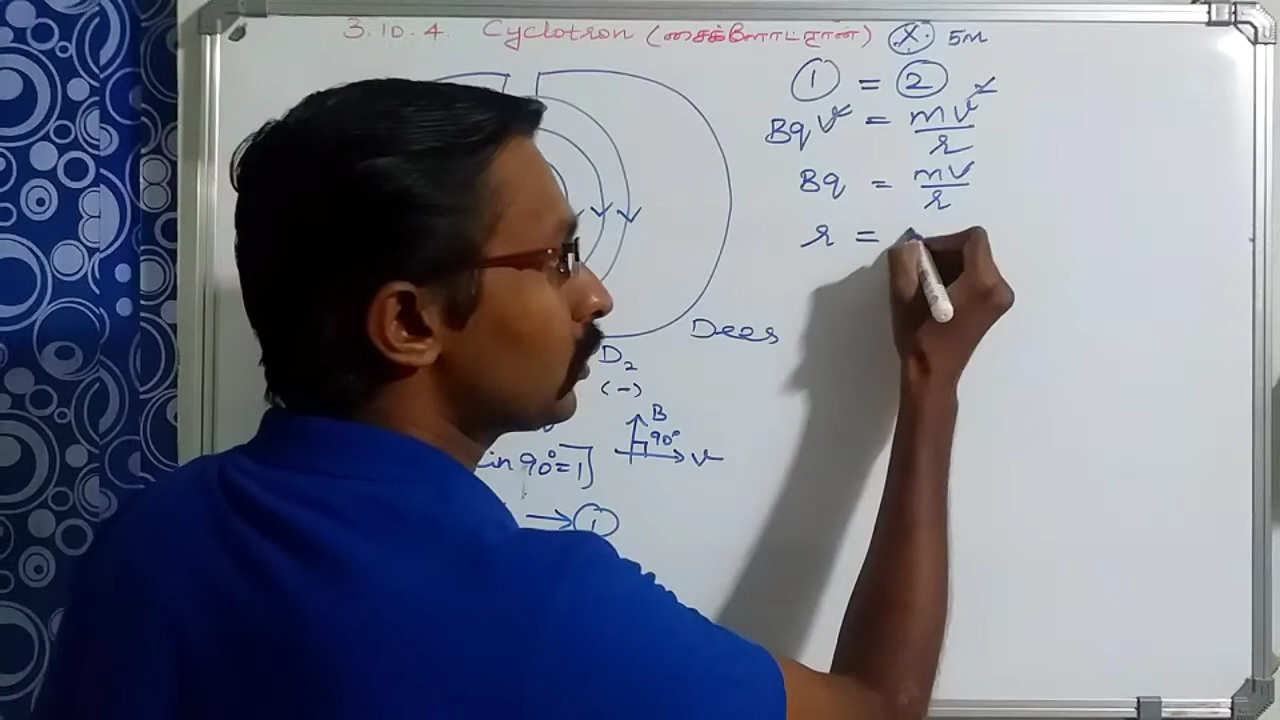 3.10.4. Cyclotron (சைக்ளோட்ரான்) X 5M
① = ②
Bqv = mv²/r
Bq = mv/r
r =
Dees
D₂
(-)
B
90°
v
in 90° = 1]
→ ①